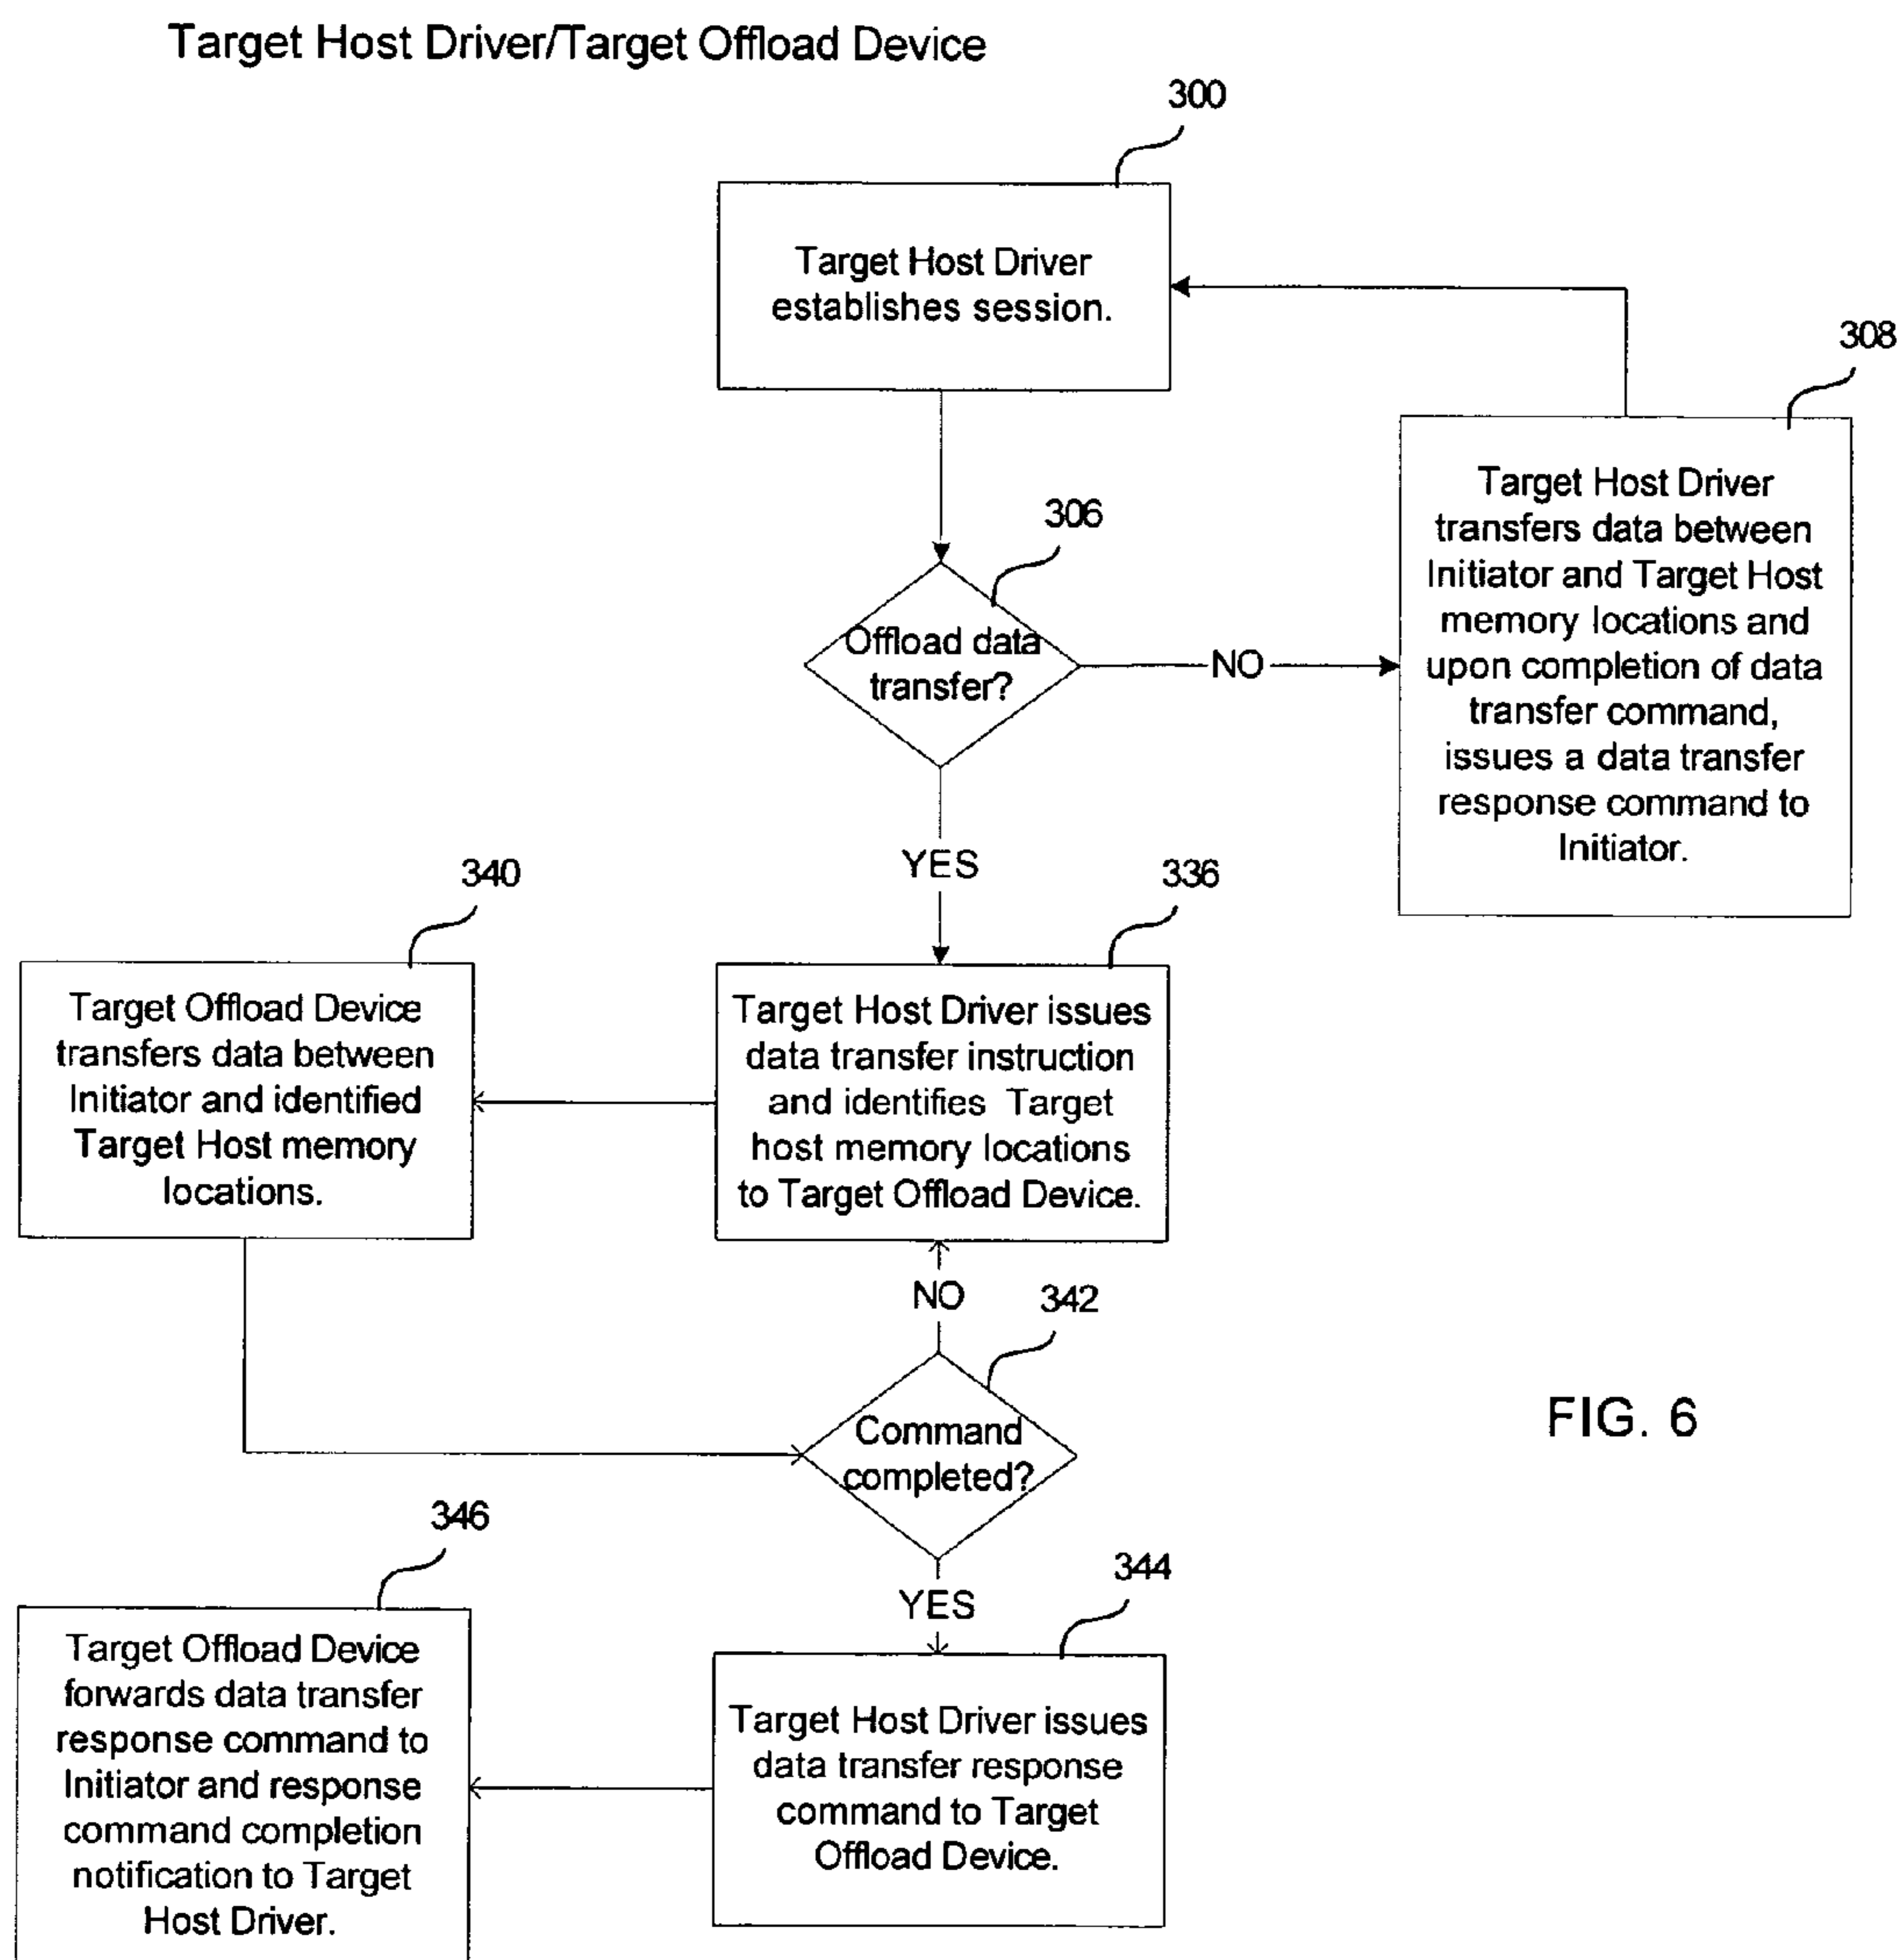 Target Host Driver/Target Offload Device
300
Target Host Driver
establishes session.
308
Target Host Driver
transfers data between
Initiator and Target Host
memory locations and
upon completion of data
transfer command,
issues a data transfer
response command to
Initiator.
306
Offload data
transfer?
NO
YES
340
Target Offload Device
transfers data between
Initiator and identified
Target Host memory
locations.
336
Target Host Driver issues
data transfer instruction
and identifies Target
host memory locations
to Target Offload Device.
NO
342
Command
completed?
FIG. 6
YES
346
Target Offload Device
forwards data transfer
response command to
Initiator and response
command completion
notification to Target
Host Driver.
344
Target Host Driver issues
data transfer response
command to Target
Offload Device.